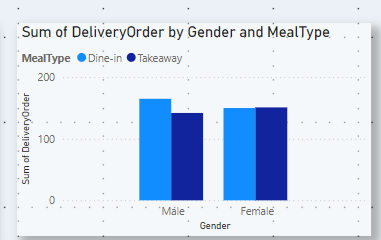 Sum of DeliveryOrder by Gender and MealType
MealType Dine-in Takeaway
200
100
0
Sum of DeliveryOrder
Male Female
Gender